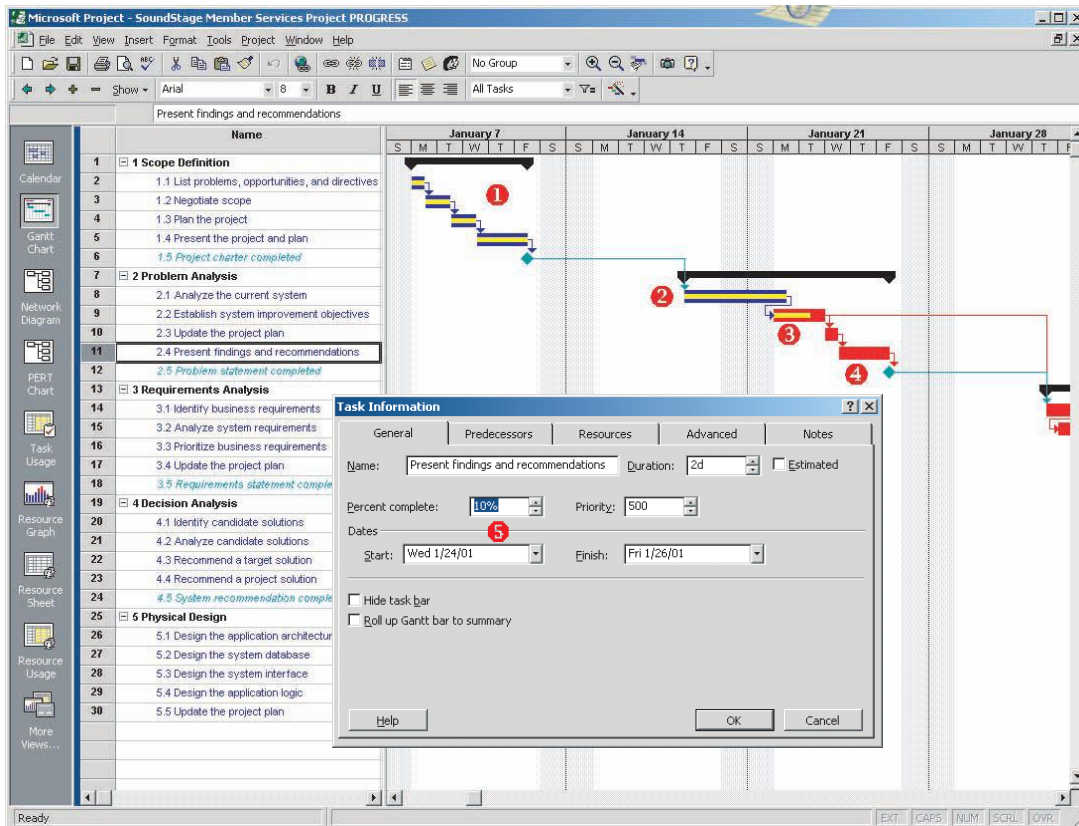 Microsoft Project - SoundStage Member Services Project PROGRESS
File Edit View Insert Format Tools Project Window Help
No Group
Show Arial 8 B I U All Tasks
Present findings and recommendations
Name
January 7 January 14 January 21 January 28
S M T W T F S S M T W T F S S M T W T F S S M T W T F
1 1 Scope Definition
2 1.1 List problems, opportunities, and directives
3 1.2 Negotiate scope
4 1.3 Plan the project
5 1.4 Present the project and plan
6 1.5 Project charter completed
7 2 Problem Analysis
8 2.1 Analyze the current system
9 2.2 Establish system improvement objectives
10 2.3 Update the project plan
11 2.4 Present findings and recommendations
12 2.5 Problem statement completed
13 3 Requirements Analysis
14 3.1 Identify business requirements
15 3.2 Analyze system requirements
16 3.3 Prioritize business requirements
17 3.4 Update the project plan
18 3.5 Requirements statement comple
19 4 Decision Analysis
20 4.1 Identify candidate solutions
21 4.2 Analyze candidate solutions
22 4.3 Recommend a target solution
23 4.4 Recommend a project solution
24 4.5 System recommendation comple
25 5 Physical Design
26 5.1 Design the application architectur
27 5.2 Design the system database
28 5.3 Design the system interface
29 5.4 Design the application logic
30 5.5 Update the project plan
Calendar
Gantt
Chart
Network
Diagram
PERT
Chart
Task
Usage
Resource
Graph
Resource
Sheet
Resource
Usage
More
Views...
1
2
3
4
Task Information
General Predecessors Resources Advanced Notes
Name: Present findings and recommendations Duration: 2d Estimated
Percent complete: 10% Priority: 500
5
Dates
Start: Wed 1/24/01 Finish: Fri 1/26/01
Hide task bar
Roll up Gantt bar to summary
Help OK Cancel
Ready EXT CAPS NUM SCRL OVR